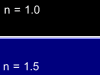 n = 1.0
n = 1.5